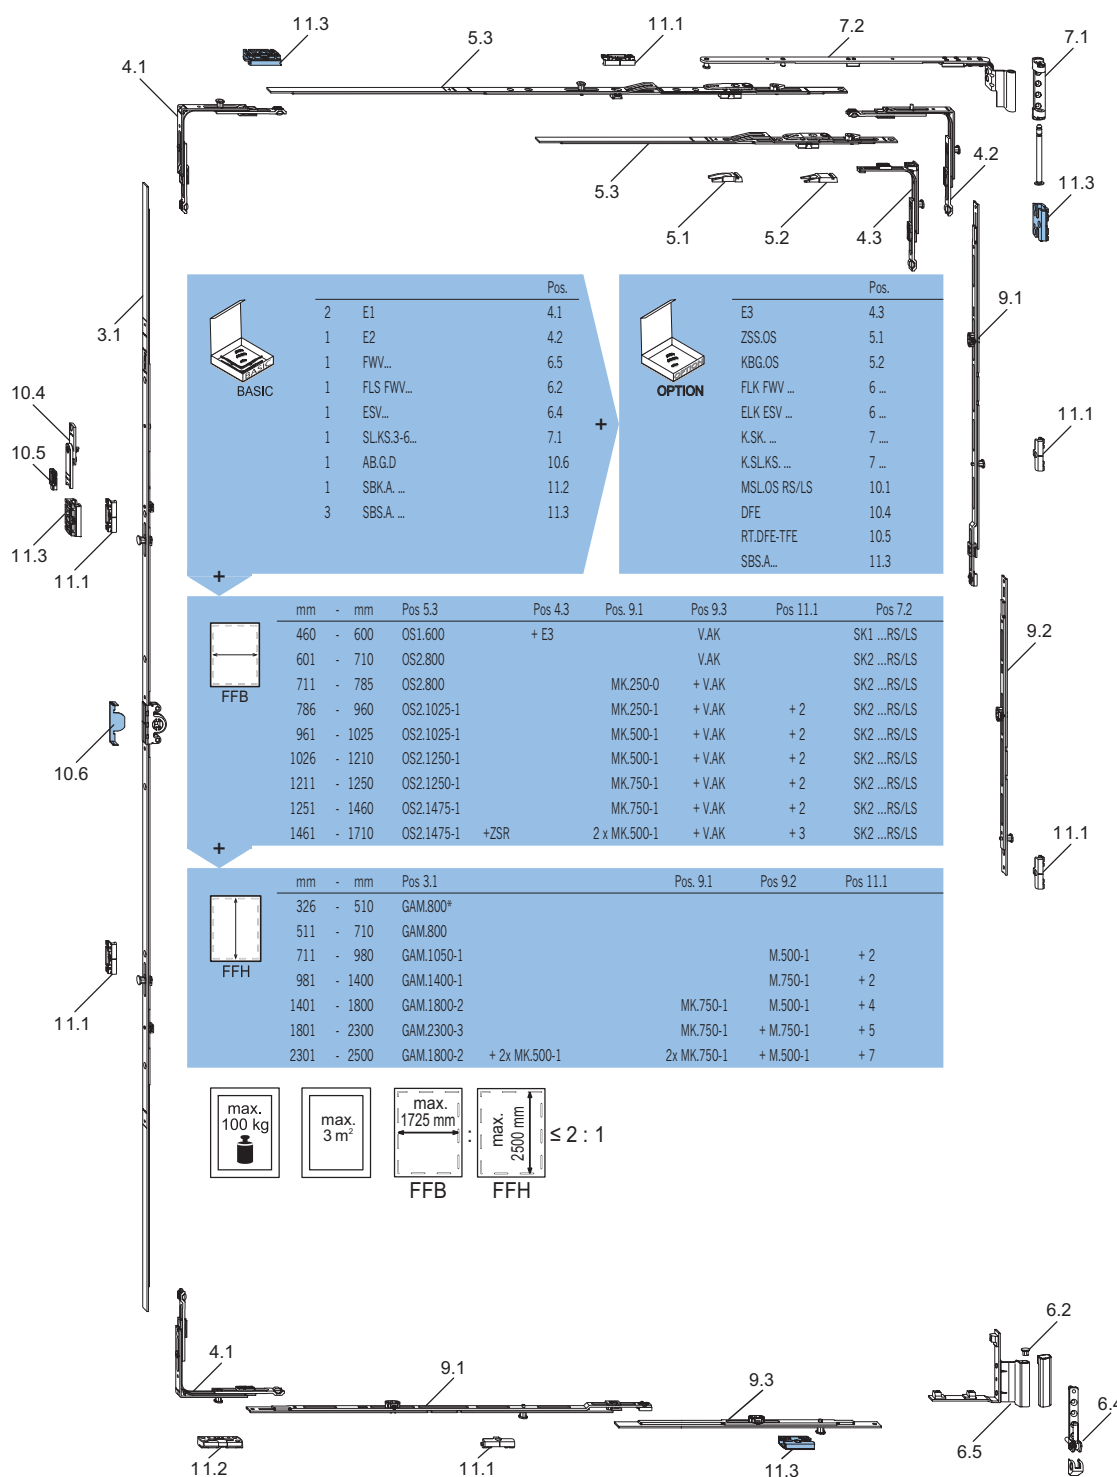 11.3
5.3
11.1
7.2
7.1
4.1
5.3
5.1
5.2
4.3
4.2
11.3
3.1
9.1
10.4
10.5
11.3
11.1
11.1
BASIC
BASIC
Pos.
2 E1 4.1
1 E2 4.2
1 FWV... 6.5
1 FLS FWV... 6.2
1 ESV... 6.4
1 SL.KS.3-6... 7.1
1 AB.G.D 10.6
1 SBK.A. ... 11.2
3 SBS.A. ... 11.3
+
OPTION
OPTION
Pos.
E3 4.3
ZSS.OS 5.1
KBG.OS 5.2
FLK FWV ... 6 ...
ELK ESV ... 6 ...
K.SK. ... 7 ....
K.SL.KS. ... 7 ...
MSL.OS RS/LS 10.1
DFE 10.4
RT.DFE-TFE 10.5
SBS.A... 11.3
+
FFB
mm - mm Pos 5.3 Pos 4.3 Pos. 9.1 Pos 9.3 Pos 11.1 Pos 7.2
460 - 600 OS1.600 + E3 V.AK SK1 ...RS/LS
601 - 710 OS2.800 V.AK SK2 ...RS/LS
711 - 785 OS2.800 MK.250-0 + V.AK SK2 ...RS/LS
786 - 960 OS2.1025-1 MK.250-1 + V.AK + 2 SK2 ...RS/LS
961 - 1025 OS2.1025-1 MK.500-1 + V.AK + 2 SK2 ...RS/LS
1026 - 1210 OS2.1250-1 MK.500-1 + V.AK + 2 SK2 ...RS/LS
1211 - 1250 OS2.1250-1 MK.750-1 + V.AK + 2 SK2 ...RS/LS
1251 - 1460 OS2.1475-1 MK.750-1 + V.AK + 2 SK2 ...RS/LS
1461 - 1710 OS2.1475-1 +ZSR 2 x MK.500-1 + V.AK + 3 SK2 ...RS/LS
9.2
10.6
11.1
+
FFH
mm - mm Pos 3.1 Pos. 9.1 Pos 9.2 Pos 11.1
326 - 510 GAM.800*
511 - 710 GAM.800
711 - 980 GAM.1050-1 M.500-1 + 2
981 - 1400 GAM.1400-1 M.750-1 + 2
1401 - 1800 GAM.1800-2 MK.750-1 M.500-1 + 4
1801 - 2300 GAM.2300-3 MK.750-1 + M.750-1 + 5
2301 - 2500 GAM.1800-2 + 2x MK.500-1 2x MK.750-1 + M.500-1 + 7
11.1
max.
100 kg
max.
3 m²
max.
1725 mm
FFB
:
max.
2500 mm
FFH
≤ 2 : 1
4.1
9.1
9.3
6.2
6.4
6.5
11.2
11.1
11.3